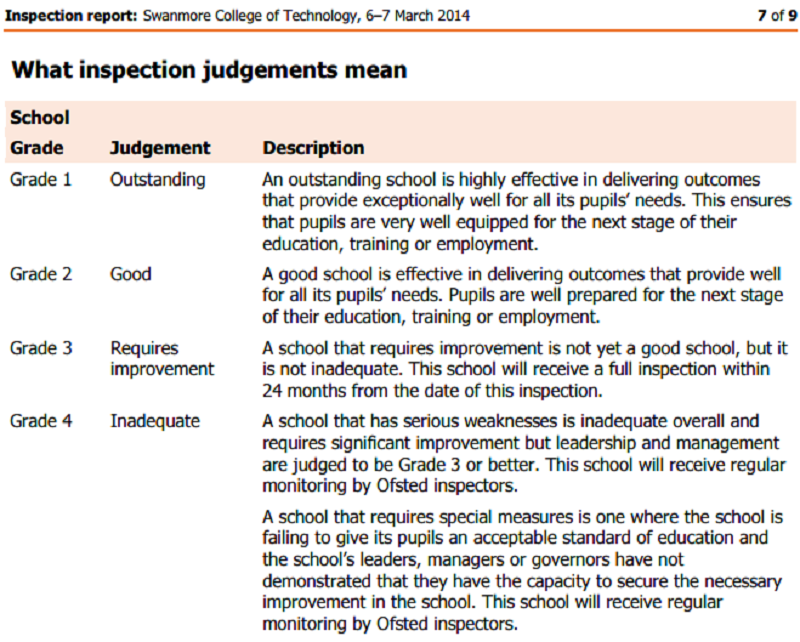 Inspection report: Swanmore College of Technology, 6–7 March 2014 7 of 9
What inspection judgements mean
School
Grade Judgement Description
Grade 1 Outstanding An outstanding school is highly effective in delivering outcomes
that provide exceptionally well for all its pupils' needs. This ensures
that pupils are very well equipped for the next stage of their
education, training or employment.
Grade 2 Good A good school is effective in delivering outcomes that provide well
for all its pupils' needs. Pupils are well prepared for the next stage
of their education, training or employment.
Grade 3 Requires A school that requires improvement is not yet a good school, but it
improvement is not inadequate. This school will receive a full inspection within
24 months from the date of this inspection.
Grade 4 Inadequate A school that has serious weaknesses is inadequate overall and
requires significant improvement but leadership and management
are judged to be Grade 3 or better. This school will receive regular
monitoring by Ofsted inspectors.
A school that requires special measures is one where the school is
failing to give its pupils an acceptable standard of education and
the school's leaders, managers or governors have not
demonstrated that they have the capacity to secure the necessary
improvement in the school. This school will receive regular
monitoring by Ofsted inspectors.